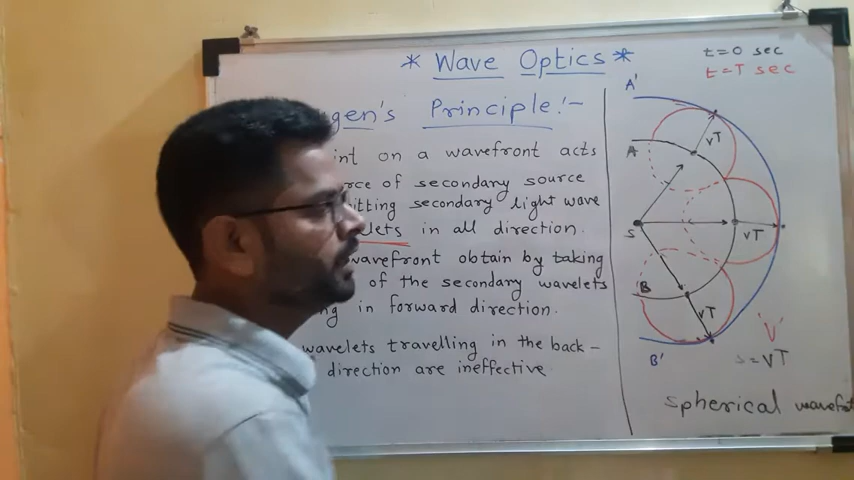 * Wave Optics *
gen's Principle:-
int on a wavefront acts
rce of secondary source
itting secondary light wave
lets in all direction.
wavefront obtain by taking
of the secondary wavelets
ng in forward direction.
wavelets travelling in the back-
direction are ineffective
t=0 sec
t=T sec
A'
A
vT
S
vT
B
vT
'V'
B'
s=vT
spherical wavefr